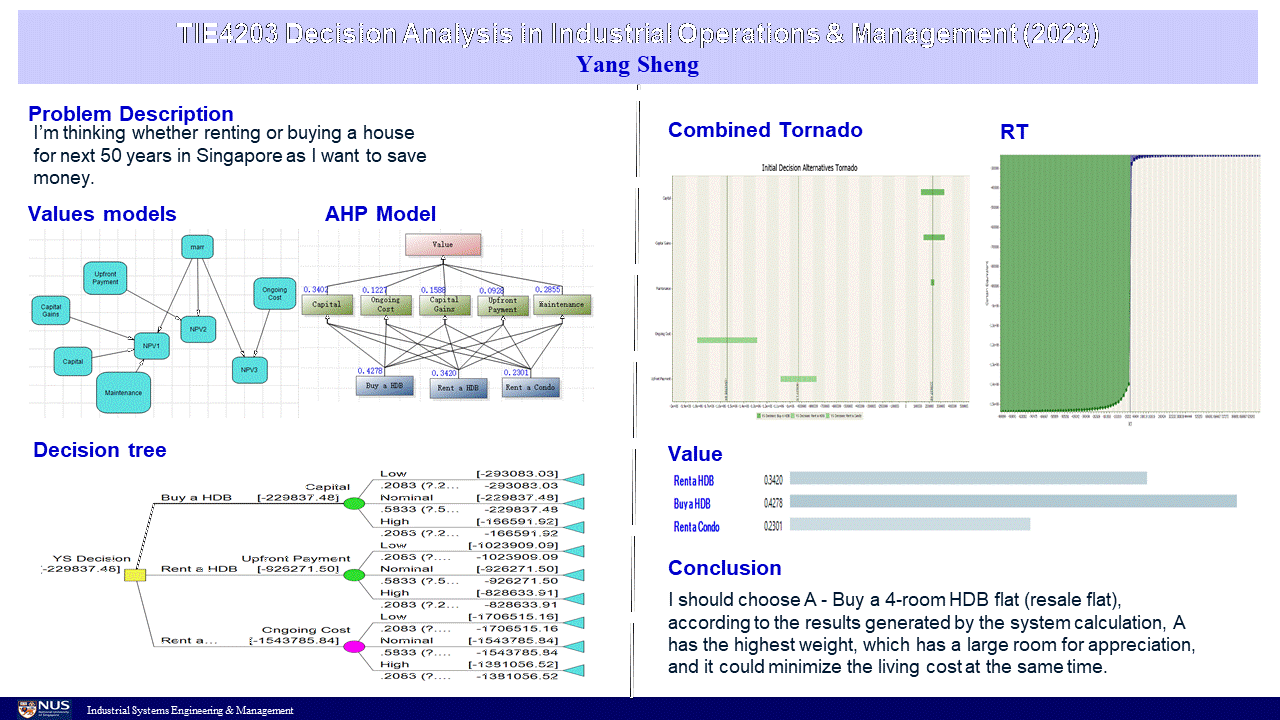 TIE4203 Decision Analysis in Industrial Operations & Management (2023)
Yang Sheng
Problem Description
I'm thinking whether renting or buying a house
for next 50 years in Singapore as I want to save
money.
Values models
marr
Upfront
Payment
Ongoing
Cost
Capital
Gains
NPV2
NPV1
Capital
NPV3
Maintenance
AHP Model
Value
0.1227
0.1588
0.0928
0.2855
Capital
Ongoing
Cost
Capital
Gains
Upfront
Payment
Maintenance
0.4278
0.3420
0.2301
Buy a HDB
Rent a HDB
Rent a Condo
Decision tree
YS Decision
[-229837.48]
Buy a HDB
Capital
[-229837.48]
Low
[-293083.03]
.2083 (?.2...
-293083.03
Nominal
[-229837.48]
.5833 (?.5...
-229837.48
High
[-166591.92]
.2083 (?.2...
-166591.92
Rent a HDB
Upfront Payment
[-926271.50]
Low
[-1023909.09]
.2083 (?....
-1023909.09
Nominal
[-926271.50]
.5833 (?....
-926271.50
High
[-828633.91]
.2083 (?....
-828633.91
Rent a...
Ongoing Cost
[-1543785.84]
Low
[-1706515.16]
.2083 (?....
-1706515.16
Nominal
[-1543785.84]
.5833 (?....
-1543785.84
High
[-1381056.52]
.2083 (?....
-1381056.52
Combined Tornado
Initial Decision Alternatives Tornado
Capital
Capital Gains
Maintenance
Ongoing Cost
Upfront Payment
RT
Value
Rent a HDB 0.3420
Buy a HDB 0.4278
Rent a Condo 0.2301
Conclusion
I should choose A - Buy a 4-room HDB flat (resale flat),
according to the results generated by the system calculation, A
has the highest weight, which has a large room for appreciation,
and it could minimize the living cost at the same time.
NUS
National University
of Singapore
Industrial Systems Engineering & Management